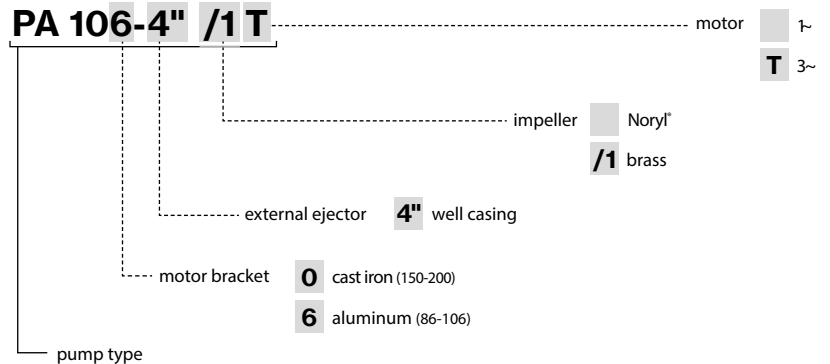 PA 106-4" /1 T
motor 1~
T 3~
impeller Noryl®
/1 brass
external ejector 4" well casing
motor bracket 0 cast iron (150-200)
6 aluminum (86-106)
pump type